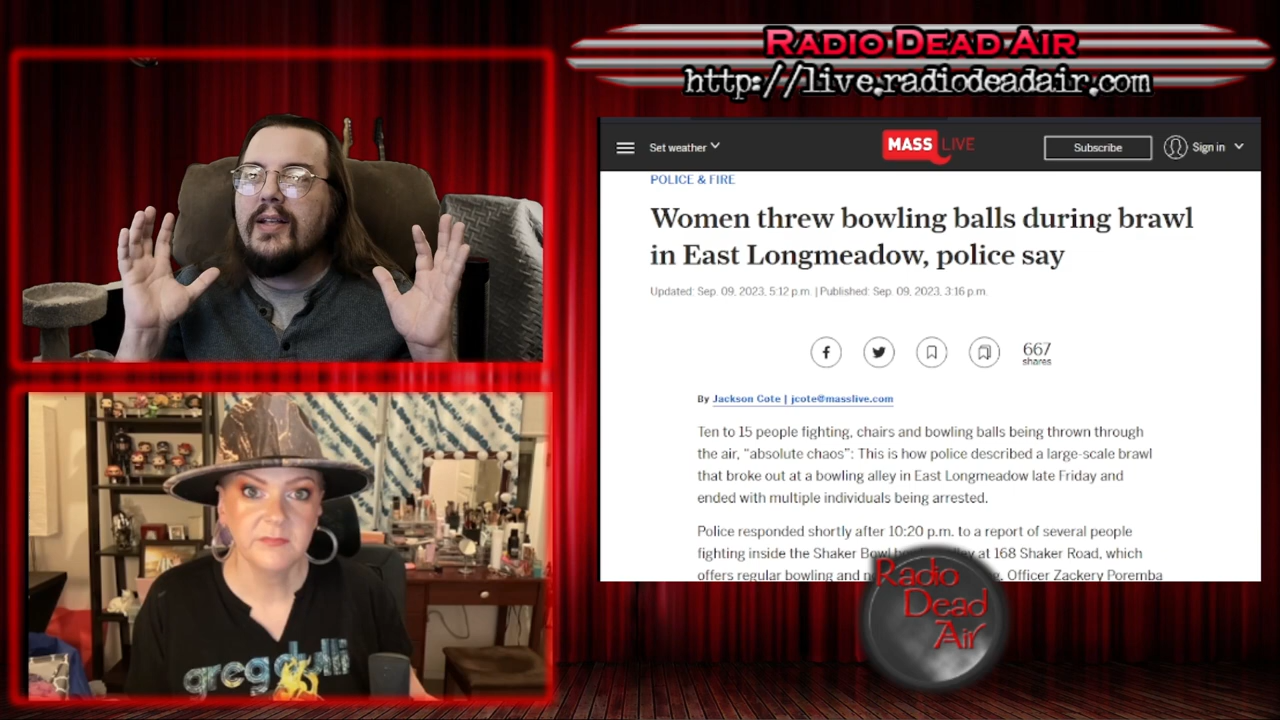 Radio Dead Air
http://live.radiodeadair.com
Set weather
MASS LIVE
Subscribe
Sign in
POLICE & FIRE
Women threw bowling balls during brawl
in East Longmeadow, police say
Updated: Sep. 09, 2023, 5:12 p.m. | Published: Sep. 09, 2023, 3:16 p.m.
667
shares
By Jackson Cote | jcote@masslive.com
Ten to 15 people fighting, chairs and bowling balls being thrown through
the air, “absolute chaos”: This is how police described a large-scale brawl
that broke out at a bowling alley in East Longmeadow late Friday and
ended with multiple individuals being arrested.
Police responded shortly after 10:20 p.m. to a report of several people
fighting inside the Shaker Bowl at 168 Shaker Road, which
offers regular bowling and Officer Zackery Poremba
Radio
Dead
Air
greg dulli